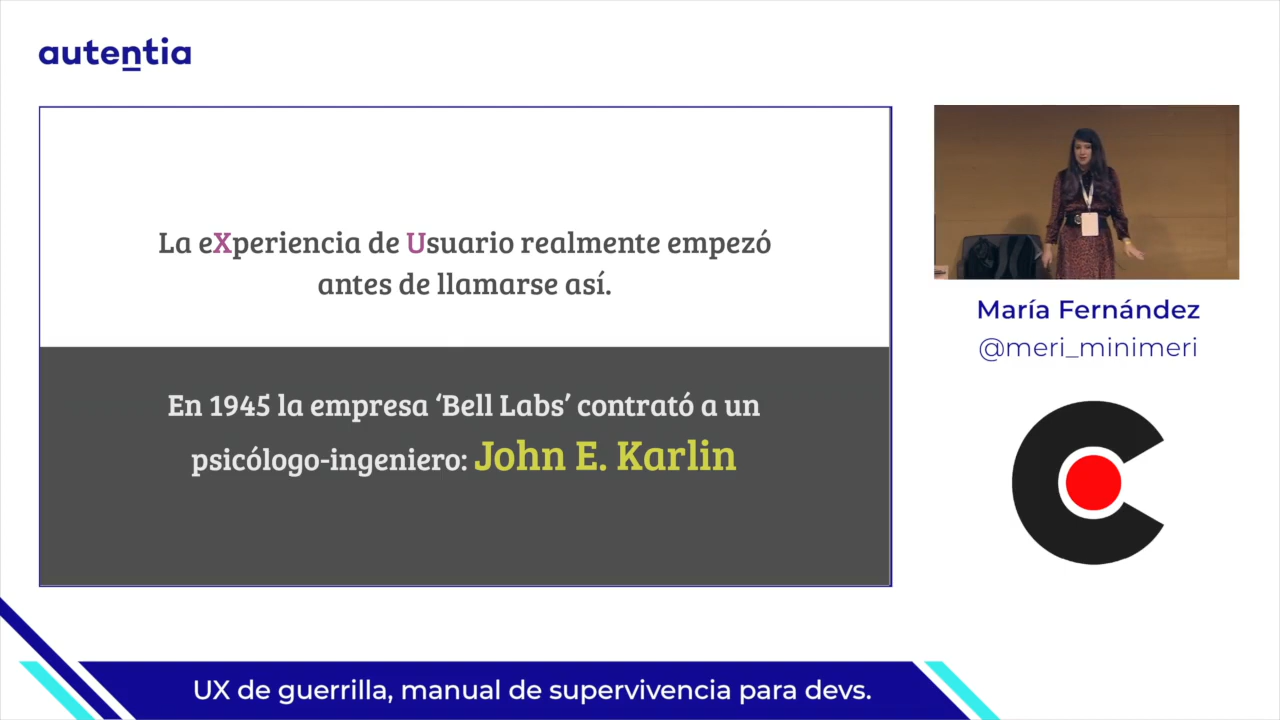 autentia
La eXperiencia de Usuario realmente empezó
antes de llamarse así.
En 1945 la empresa ‘Bell Labs’ contrató a un
psicólogo-ingeniero: John E. Karlin
María Fernández
@meri_minimeri
UX de guerrilla, manual de supervivencia para devs.